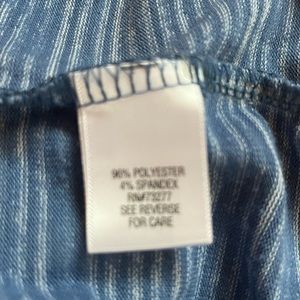 96% POLYESTER
4% SPANDEX
RN#73277
SEE REVERSE
FOR CARE